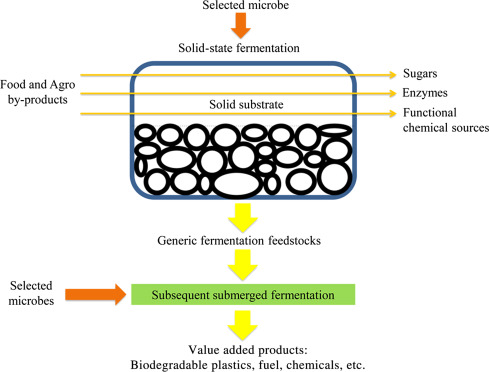 Selected microbe
Solid-state fermentation
Food and Agro
by-products
Sugars
Enzymes
Solid substrate
Functional
chemical sources
Generic fermentation feedstocks
Selected
microbes
Subsequent submerged fermentation
Value added products:
Biodegradable plastics, fuel, chemicals, etc.